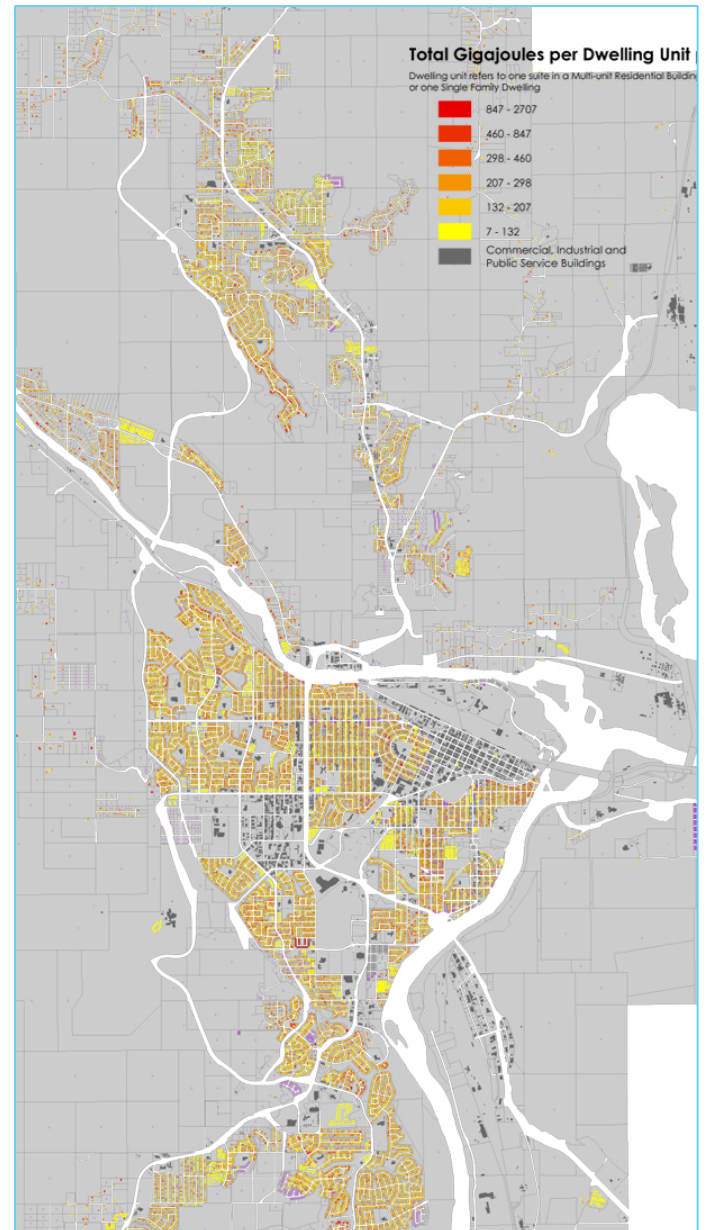 Total Gigajoules per Dwelling Unit
Dwelling unit refers to one suite in a Multi-unit Residential Building
or one Single Family Dwelling
847 - 2707
460 - 847
298 - 460
207 - 298
132 - 207
7 - 132
Commercial, Industrial and
Public Service Buildings